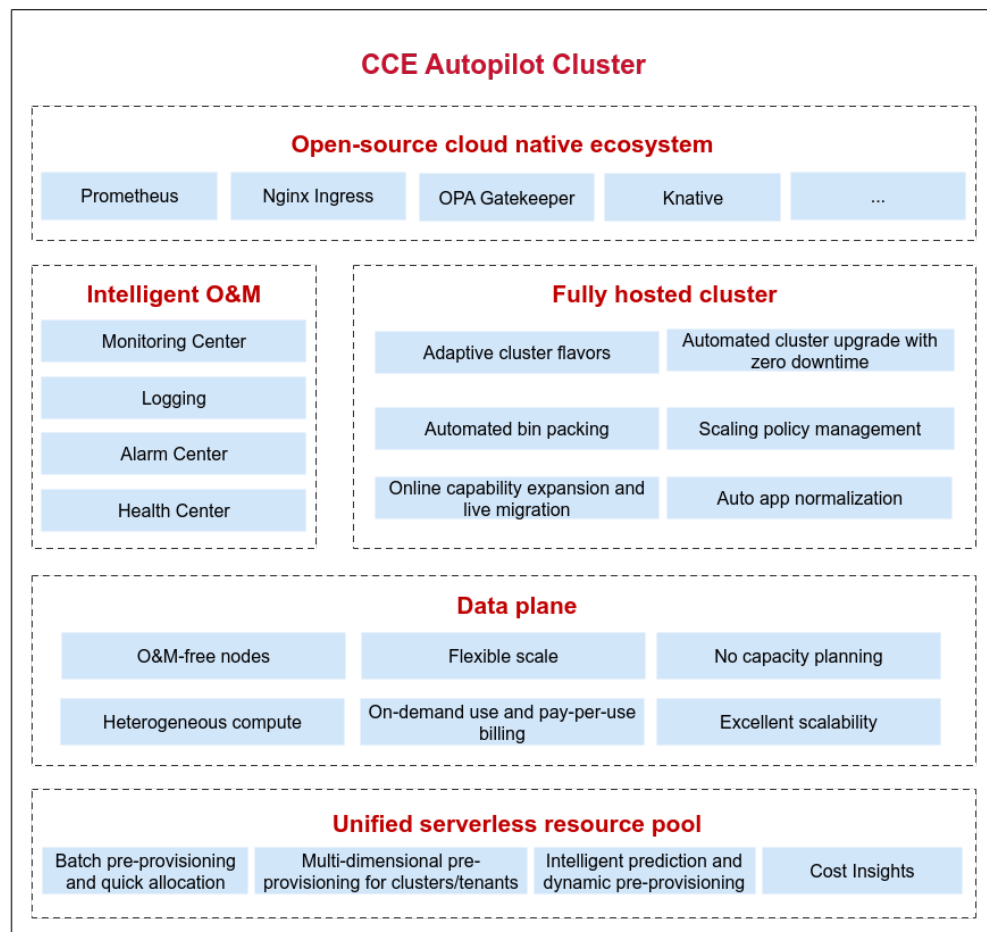 CCE Autopilot Cluster
Open-source cloud native ecosystem
Prometheus
Nginx Ingress
OPA Gatekeeper
Knative
...
Intelligent O&M
Monitoring Center
Logging
Alarm Center
Health Center
Fully hosted cluster
Adaptive cluster flavors
Automated cluster upgrade with
zero downtime
Automated bin packing
Scaling policy management
Online capability expansion and
live migration
Auto app normalization
Data plane
O&M-free nodes
Flexible scale
No capacity planning
Heterogeneous compute
On-demand use and pay-per-use
billing
Excellent scalability
Unified serverless resource pool
Batch pre-provisioning
and quick allocation
Multi-dimensional pre-
provisioning for clusters/tenants
Intelligent prediction and
dynamic pre-provisioning
Cost Insights